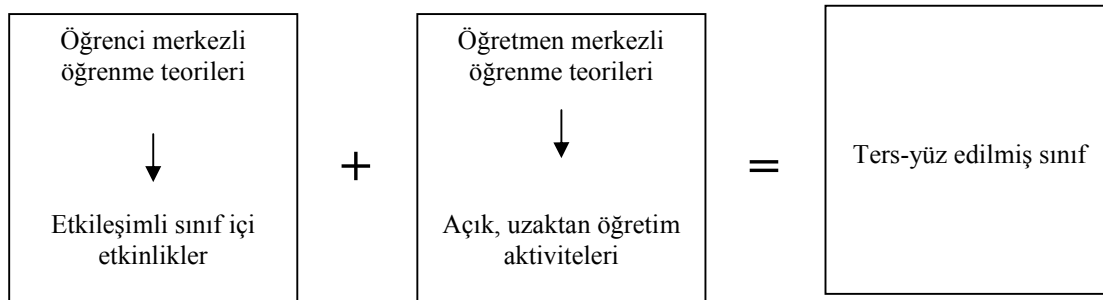 Öğrenci merkezli
öğrenme teorileri
Etkileşimli sınıf içi
etkinlikler
+
Öğretmen merkezli
öğrenme teorileri
Açık, uzaktan öğretim
aktiviteleri
=
Ters-yüz edilmiş sınıf